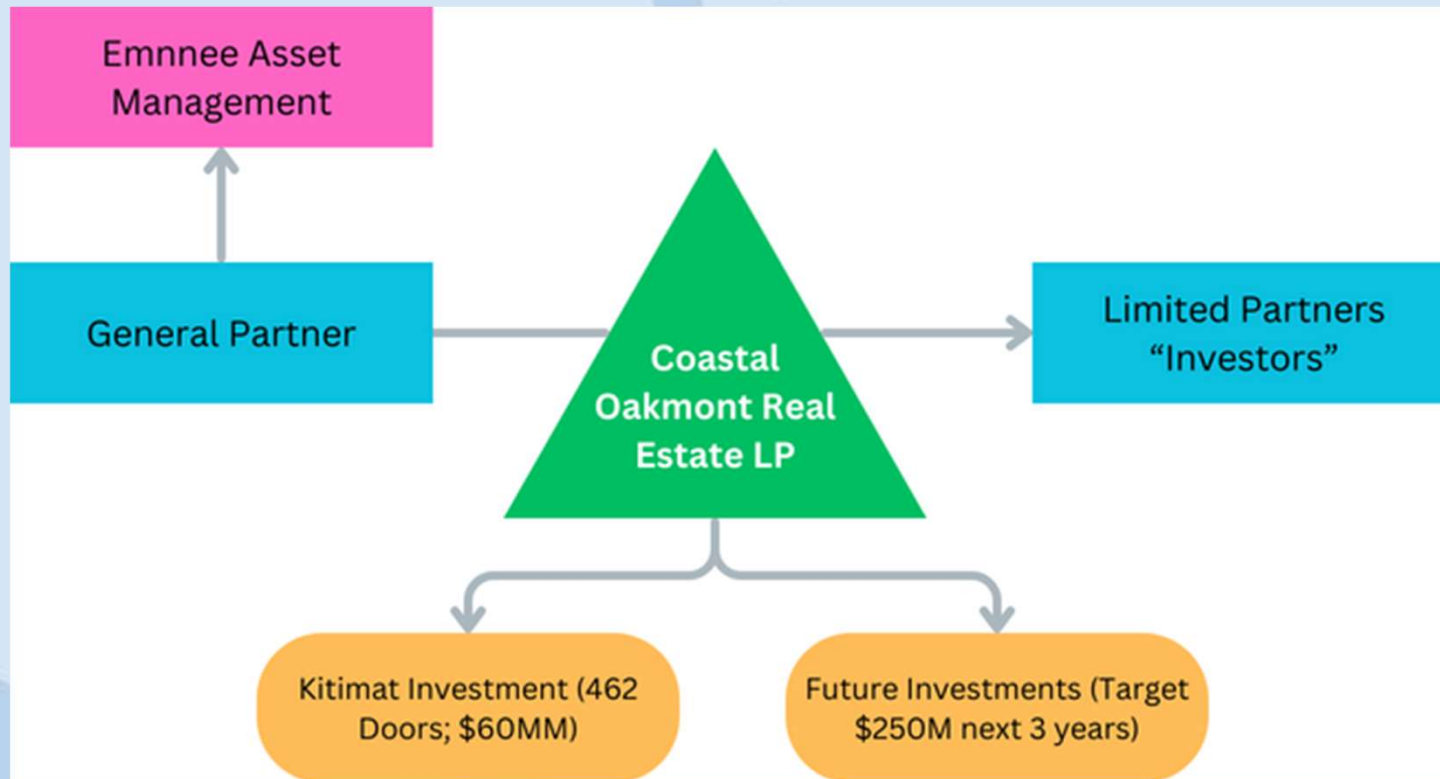 Emnnee Asset
Management
General Partner
Coastal
Oakmont Real
Estate LP
Limited Partners
“Investors”
Kitimat Investment (462
Doors; $60MM)
Future Investments (Target
$250M next 3 years)